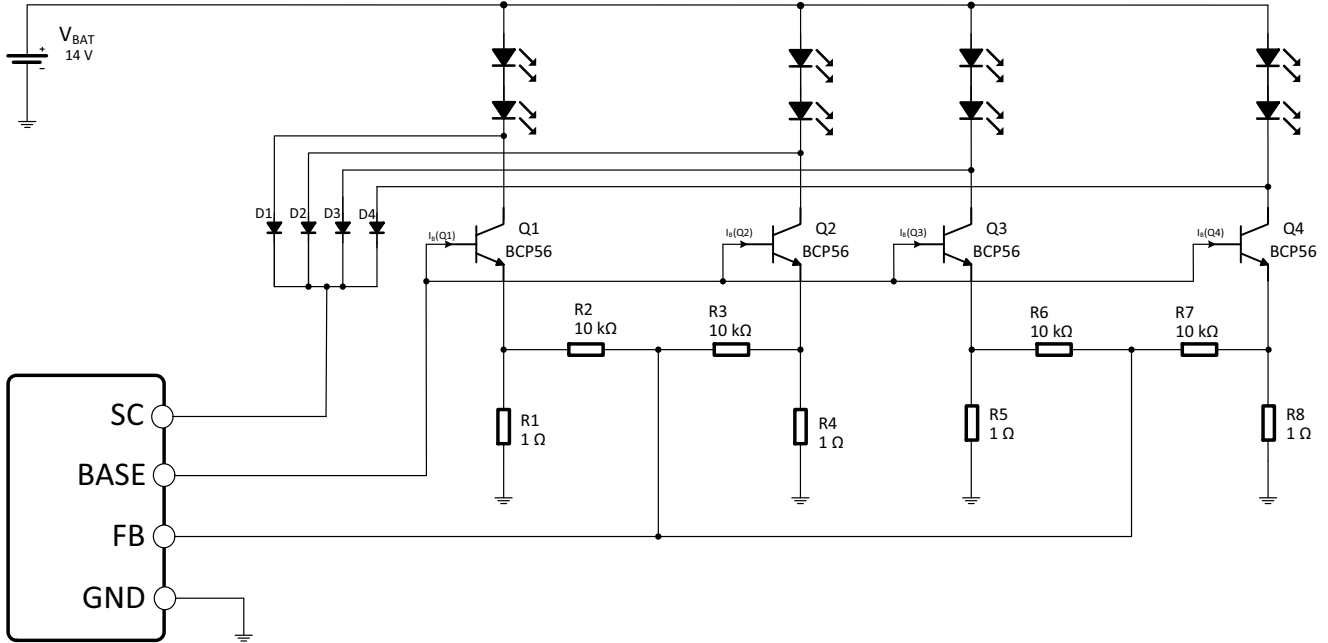 V_BAT
14 V
+
-
D1
D2
D3
D4
I_B(Q1)
Q1
BCP56
I_B(Q2)
Q2
BCP56
I_B(Q3)
Q3
BCP56
I_B(Q4)
Q4
BCP56
R2
10 kΩ
R3
10 kΩ
R6
10 kΩ
R7
10 kΩ
R1
1 Ω
R4
1 Ω
R5
1 Ω
R8
1 Ω
SC
BASE
FB
GND